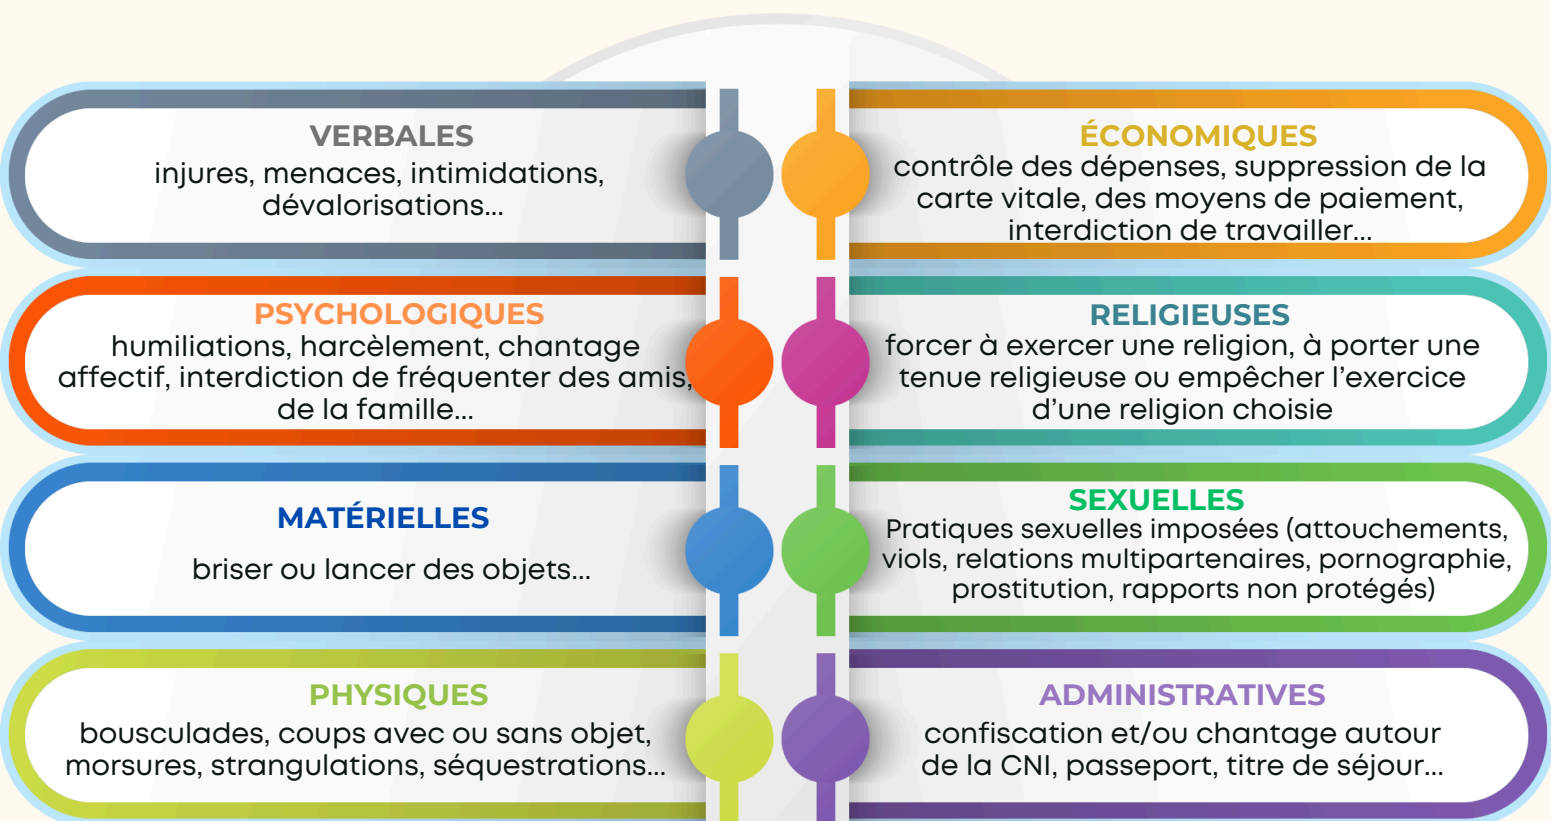 VERBALES
injures, menaces, intimidations,
dévalorisations...
ÉCONOMIQUES
contrôle des dépenses, suppression de la
carte vitale, des moyens de paiement,
interdiction de travailler...
PSYCHOLOGIQUES
humiliations, harcèlement, chantage
affectif, interdiction de fréquenter des amis,
de la famille...
RELIGIEUSES
forcer à exercer une religion, à porter une
tenue religieuse ou empêcher l'exercice
d'une religion choisie
MATÉRIELLES
briser ou lancer des objets...
SEXUELLES
Pratiques sexuelles imposées (attouchements,
viols, relations multipartenaires, pornographie,
prostitution, rapports non protégés)
PHYSIQUES
bousculades, coups avec ou sans objet,
morsures, strangulations, séquestrations...
ADMINISTRATIVES
confiscation et/ou chantage autour
de la CNI, passeport, titre de séjour...